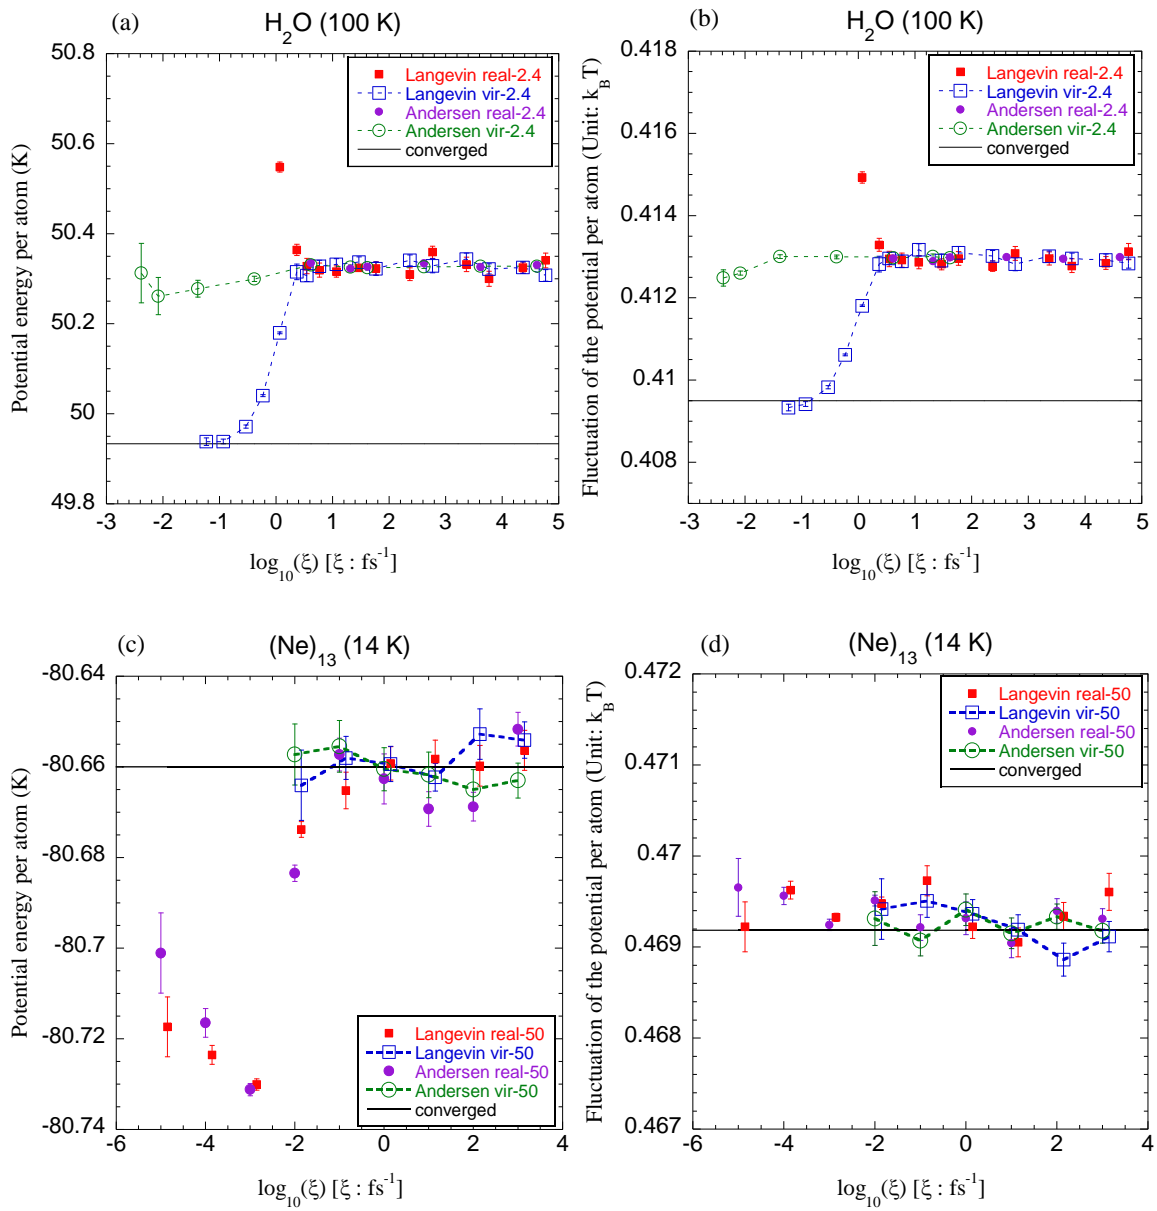 (a)
H2O (100 K)
Potential energy per atom (K)
50.8
50.6
50.4
50.2
50
49.8
Langevin real-2.4
Langevin vir-2.4
Andersen real-2.4
Andersen vir-2.4
converged
-3 -2 -1 0 1 2 3 4 5
log10(ξ) [ξ : fs-1]
(b)
H2O (100 K)
Fluctuation of the potential per atom (Unit: kBT)
0.418
0.416
0.414
0.412
0.41
0.408
Langevin real-2.4
Langevin vir-2.4
Andersen real-2.4
Andersen vir-2.4
converged
-3 -2 -1 0 1 2 3 4 5
log10(ξ) [ξ : fs-1]
(c)
(Ne)13 (14 K)
Potential energy per atom (K)
-80.64
-80.66
-80.68
-80.7
-80.72
-80.74
Langevin real-50
Langevin vir-50
Andersen real-50
Andersen vir-50
converged
-6 -4 -2 0 2 4
log10(ξ) [ξ : fs-1]
(d)
(Ne)13 (14 K)
Fluctuation of the potential per atom (Unit: kBT)
0.472
0.471
0.47
0.469
0.468
0.467
Langevin real-50
Langevin vir-50
Andersen real-50
Andersen vir-50
converged
-6 -4 -2 0 2 4
log10(ξ) [ξ : fs-1]